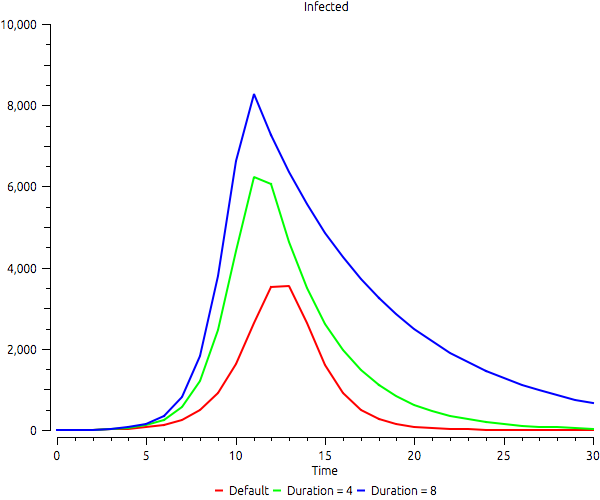 Infected
10,000
8,000
6,000
4,000
2,000
0
0 5 10 15 20 25 30
Time
Default Duration = 4 Duration = 8